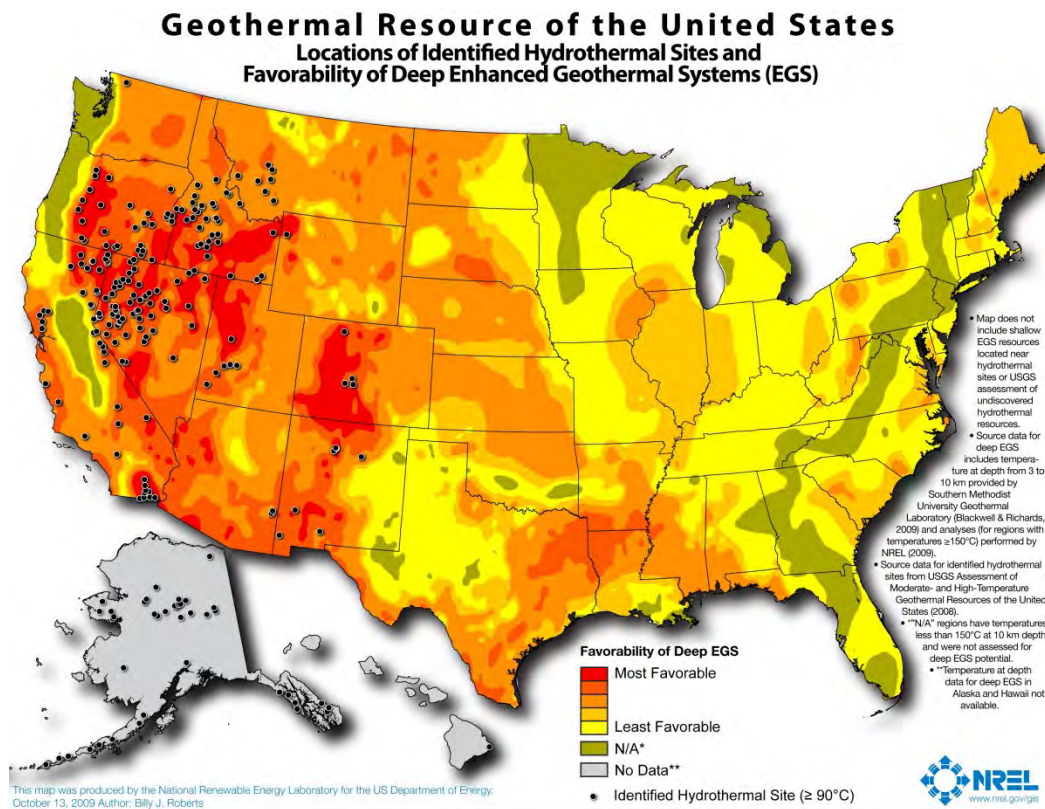 Geothermal Resource of the United States
Locations of Identified Hydrothermal Sites and
Favorability of Deep Enhanced Geothermal Systems (EGS)
• Map does not
include shallow
EGS resources
located near
hydrothermal
sites or USGS
assessment of
undiscovered
hydrothermal
resources.
• Source data for
deep EGS
includes tempera-
ture at depth from 3 to
10 km provided by
Southern Methodist
University Geothermal
Laboratory (Blackwell & Richards,
2009) and analyses (for regions with
temperatures ≥150°C) performed by
NREL (2009).
• Source data for identified hydrothermal
sites from USGS Assessment of
Moderate- and High-Temperature
Geothermal Resources of the United
States (2008).
• *"N/A" regions have temperatures
less than 150°C at 10 km depth
and were not assessed for
deep EGS potential.
• **Temperature at depth
data for deep EGS in
Alaska and Hawaii not
available.
Favorability of Deep EGS
Most Favorable
Least Favorable
N/A*
No Data**
Identified Hydrothermal Site (≥ 90°C)
This map was produced by the National Renewable Energy Laboratory for the US Department of Energy.
October 13, 2009 Author: Billy J. Roberts
NREL
www.nrel.gov/gis